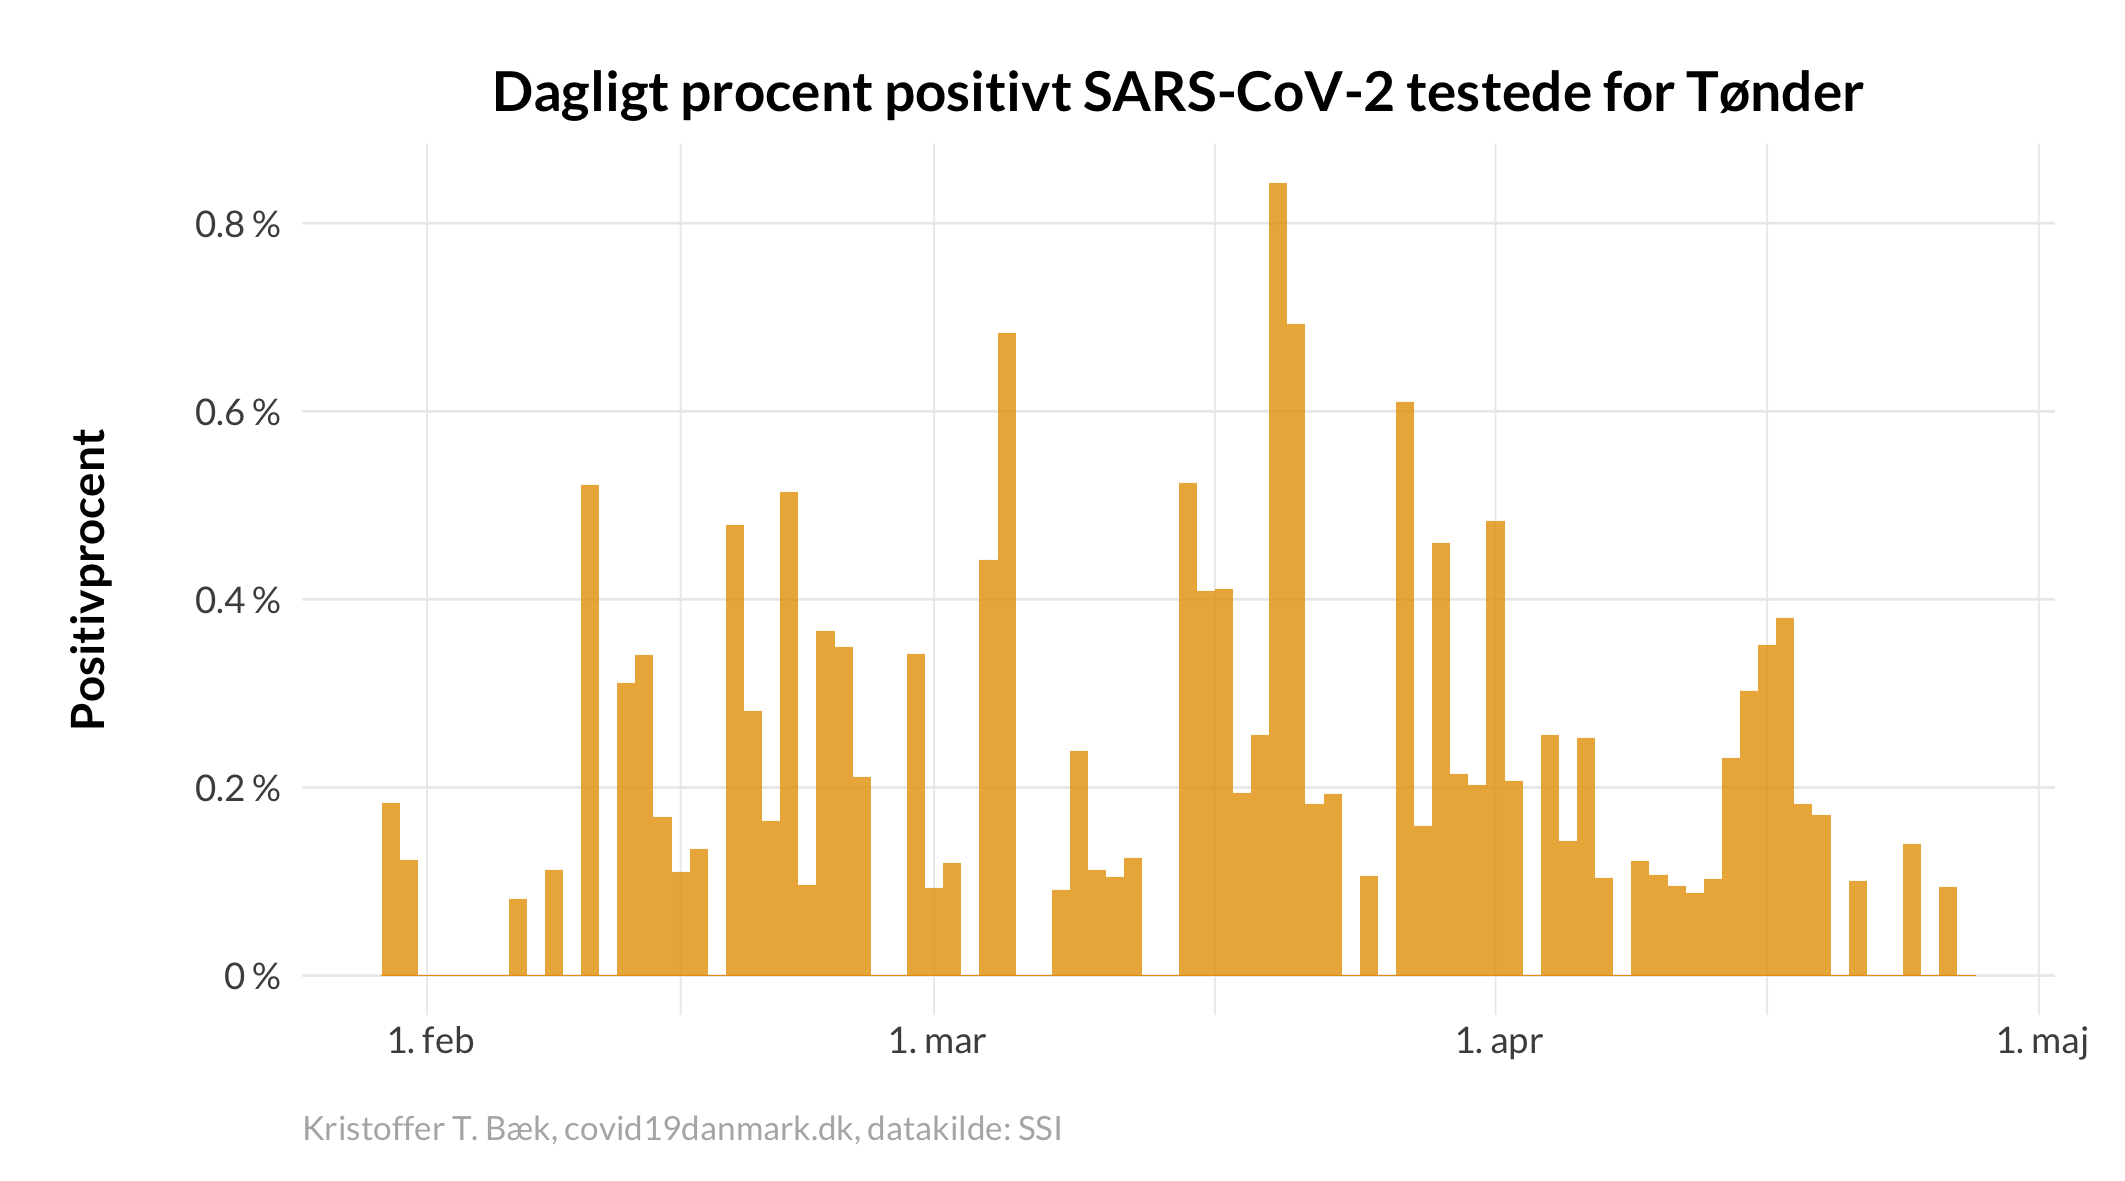 Dagligt procent positivt SARS-CoV-2 testede for Tønder
Positivprocent
0.8 %
0.6 %
0.4 %
0.2 %
0 %
1. feb
1. mar
1. apr
1. maj
Kristoffer T. Bæk, covid19danmark.dk, datakilde: SSI